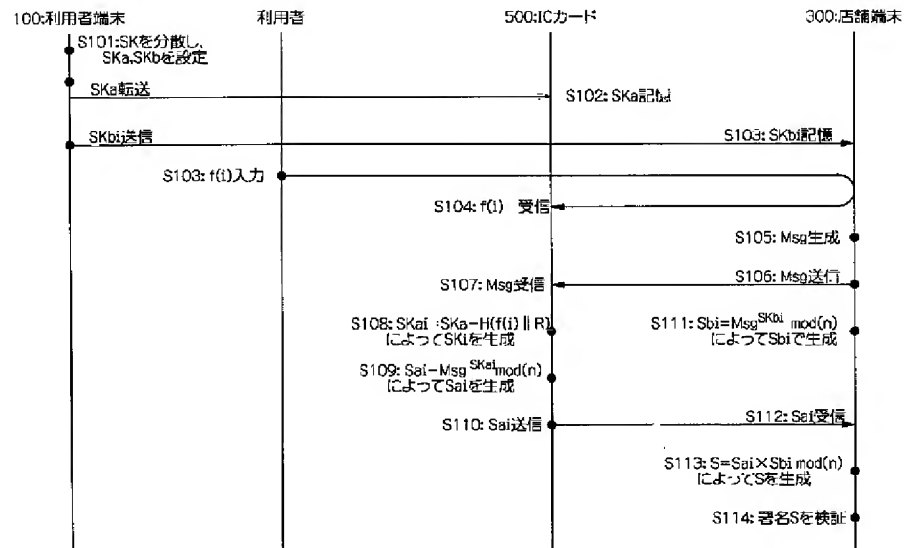 100:利用者端末
利用者
500:ICカード
300:店舗端末
S101:SKを分散し、
SKa,SKbを設定
SKa転送
S102: SKa記憶
SKbi送信
S103: SKbi記憶
S103: f(i)入力
S104: f(i) 受信
S105: Msg生成
S106: Msg送信
S107: Msg受信
S108: SKai=SKa-H(f(i)||R)
によってSKiを生成
S111: Sbi=Msg^SKbi mod(n)
によってSbiで生成
S109: Sai-Msg^SKai mod(n)
によってSaiを生成
S110: Sai送信
S112: Sai受信
S113: S=Sai×Sbi mod(n)
によってSを生成
S114: 署名Sを検証